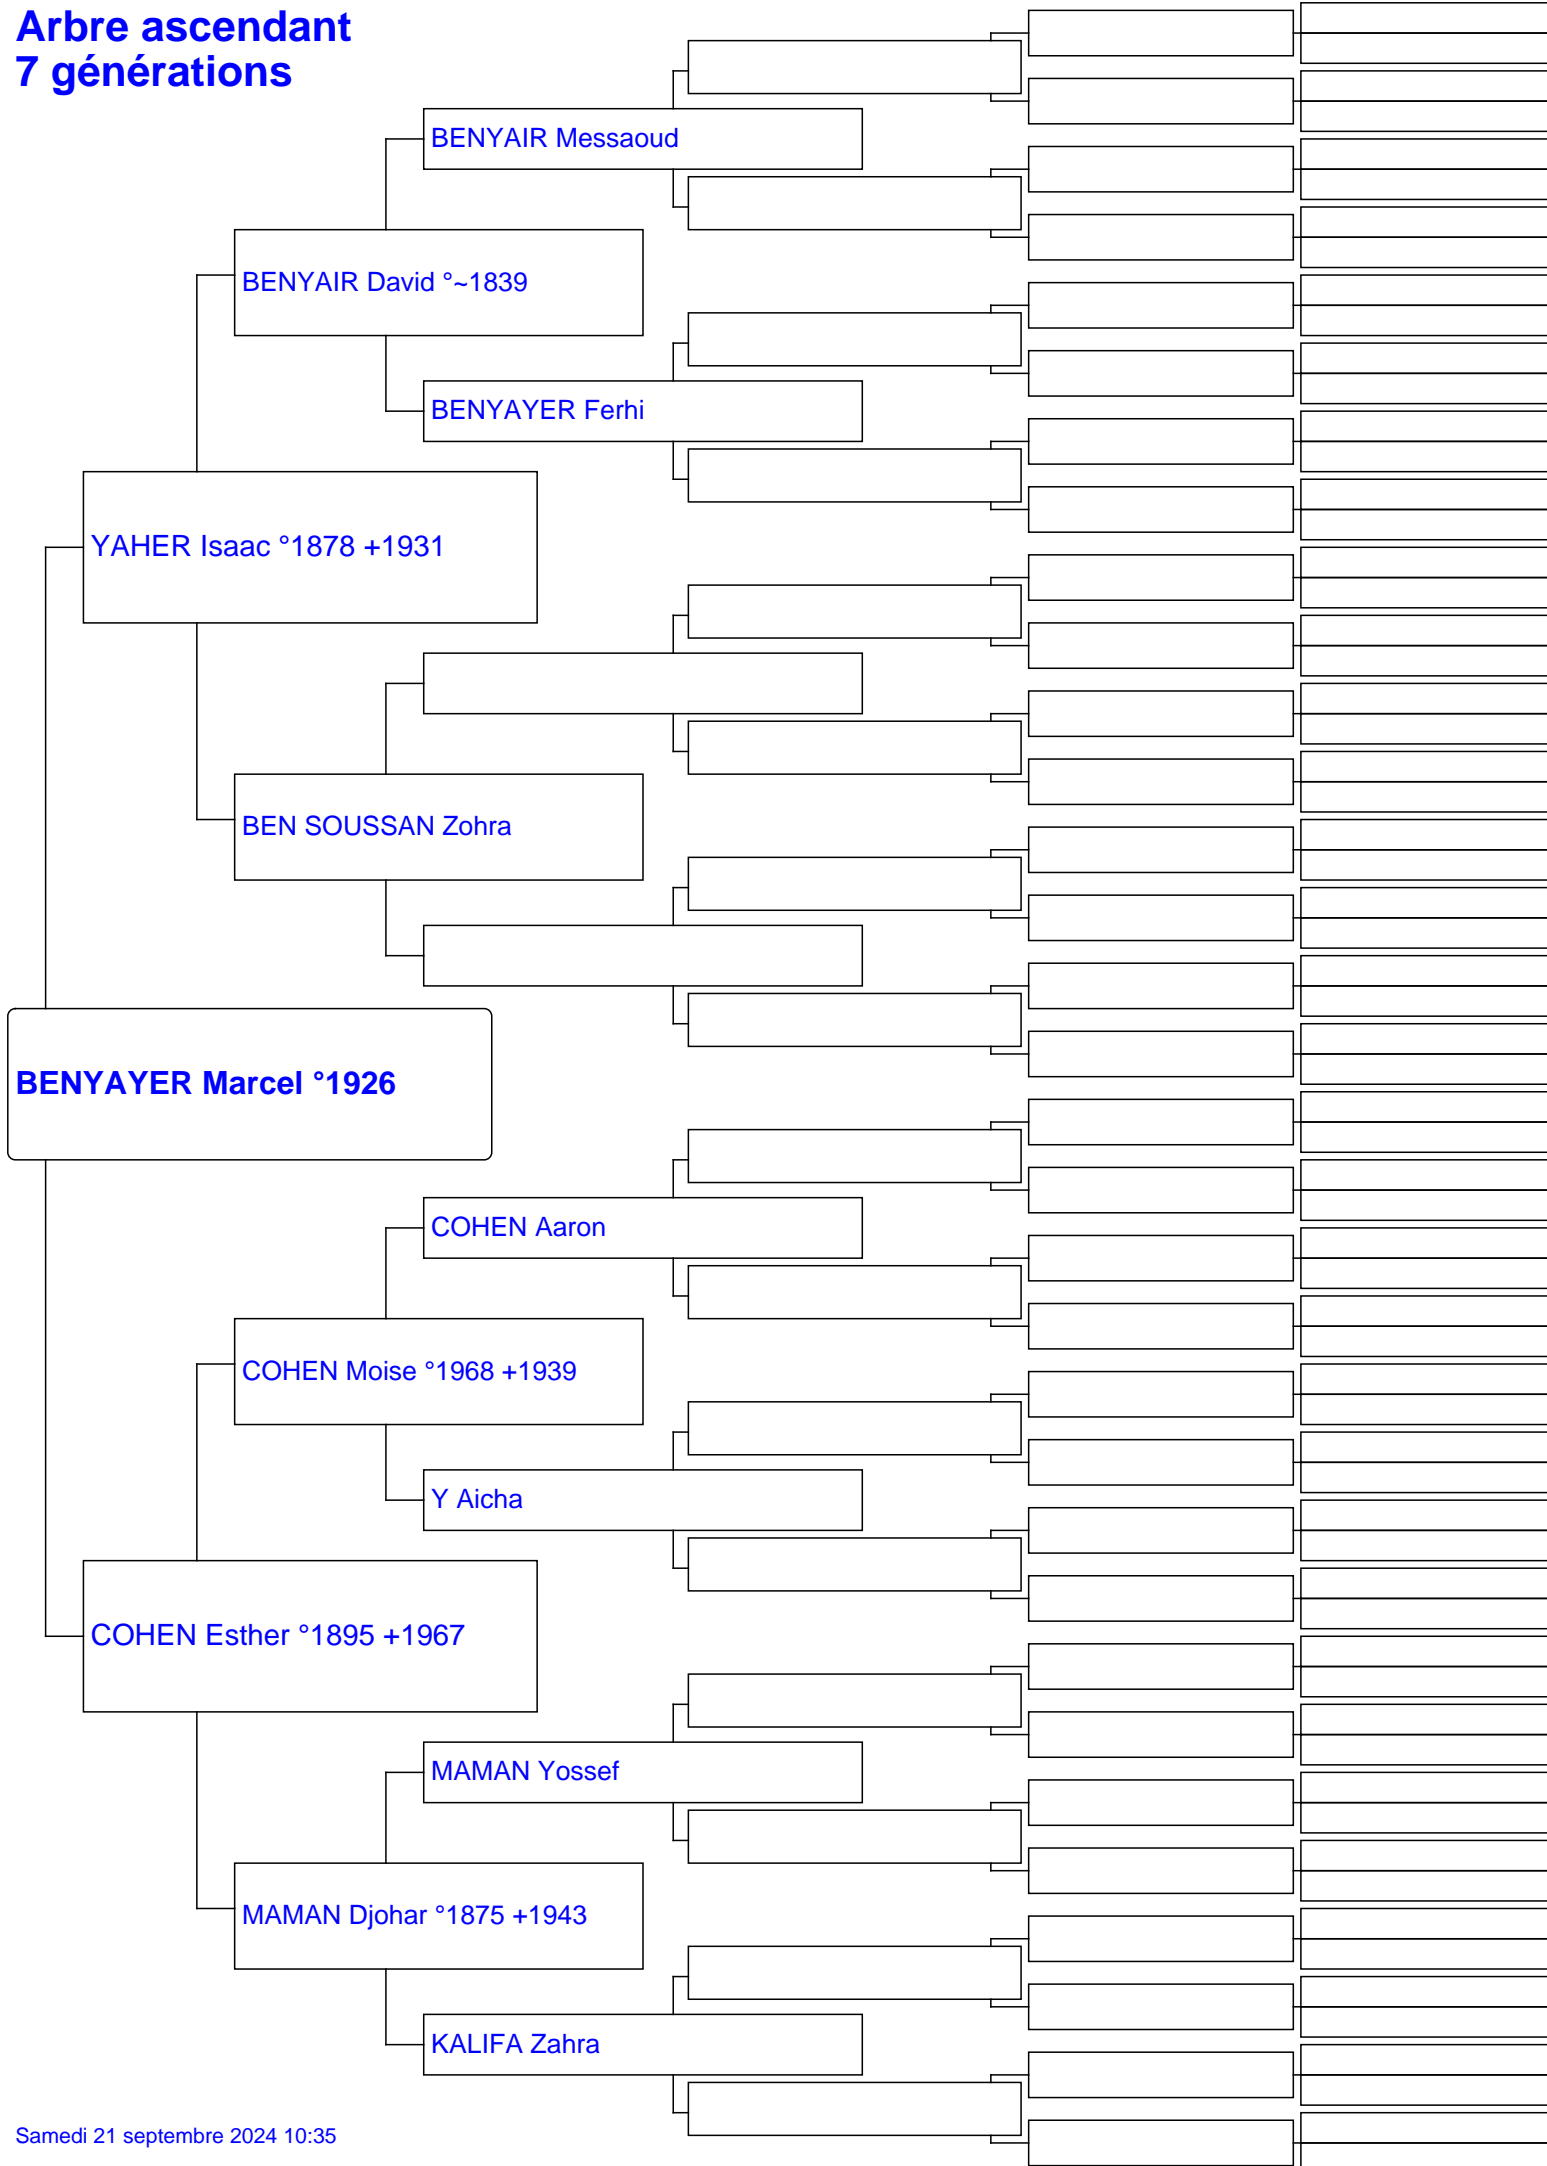 Arbre ascendant
7 générations
BENYAIR Messaoud
BENYAIR David °~1839
BENYAYER Ferhi
YAHER Isaac °1878 +1931
BEN SOUSSAN Zohra
BENYAYER Marcel °1926
COHEN Aaron
COHEN Moise °1968 +1939
Y Aicha
COHEN Esther °1895 +1967
MAMAN Yossef
MAMAN Djohar °1875 +1943
KALIFA Zahra
Samedi 21 septembre 2024 10:35